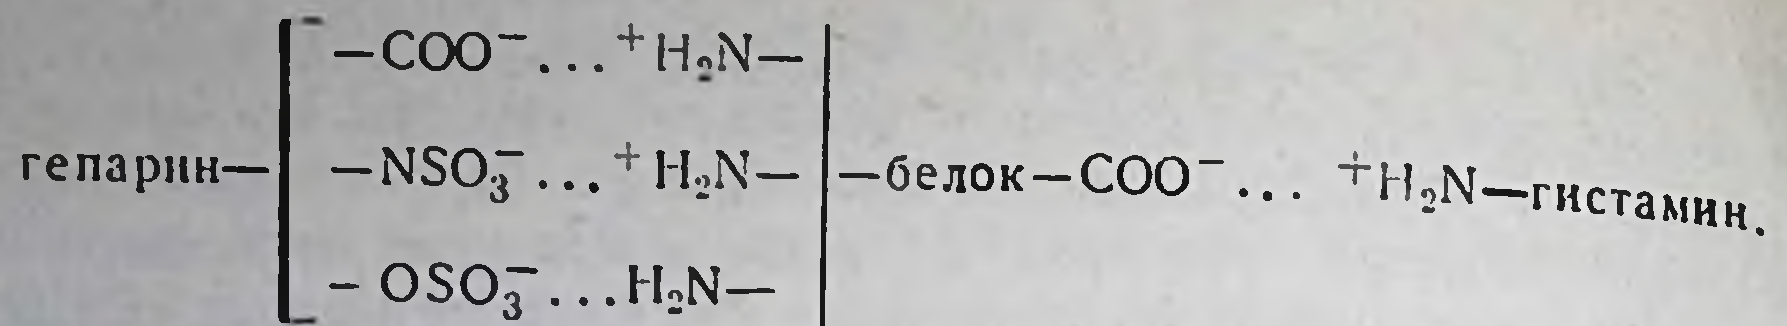 —COO⁻ ... ⁺H₂N—
гепарин— —NSO₃⁻ ... ⁺H₂N— —белок—COO⁻ ... ⁺H₂N—гистамин.
– OSO₃⁻ ... H₂N—